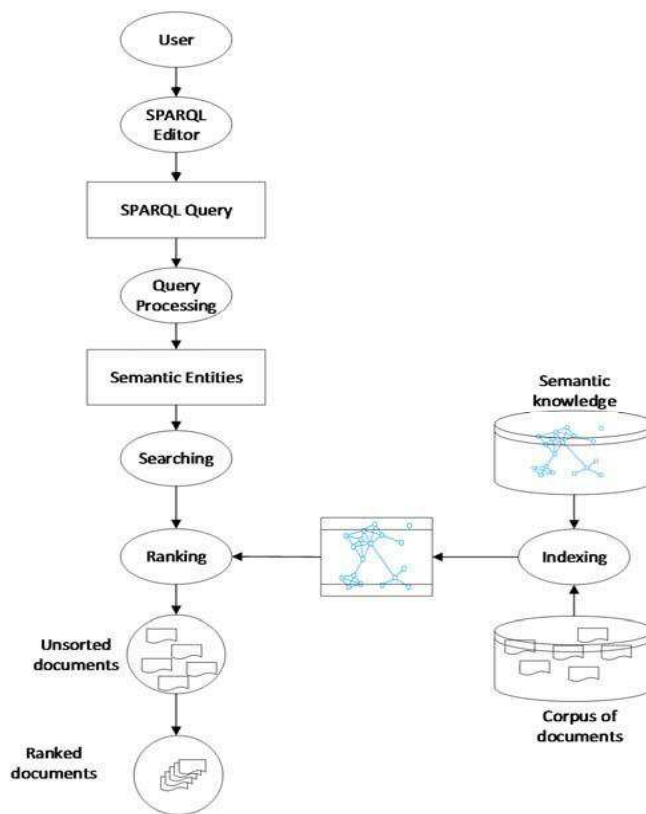 User
SPARQL
Editor
SPARQL Query
Query
Processing
Semantic Entities
Searching
Ranking
Unsorted
documents
Ranked
documents
Semantic
knowledge
Indexing
Corpus of
documents